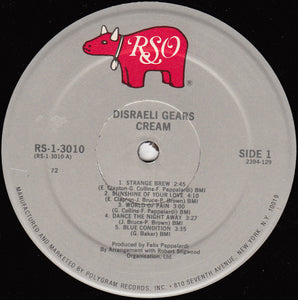 RSO
DISRAELI GEARS
CREAM
RS-1-3010
(RS-1-3010 A)
SIDE 1
2394-129
72
1. STRANGE BREW 2:45
(E. Clapton-G. Collins-F. Pappalardi) BMI
2. SUNSHINE OF YOUR LOVE 4:10
(E. Clapton-J. Bruce-P. Brown) BMI
3. WORLD OF PAIN 3:00
(G. Collins-F. Pappalardi) BMI
4. DANCE THE NIGHT AWAY 3:27
(J. Bruce-P. Brown) BMI
5. BLUE CONDITION 3:35
(G. Baker) BMI
Produced by Felix Pappalardi
By Arrangement with Robert Stigwood
Organisation, Ltd.
MANUFACTURED AND MARKETED BY POLYGRAM RECORDS, INC. • 810 SEVENTH AVENUE, NEW YORK, N.Y. 10019